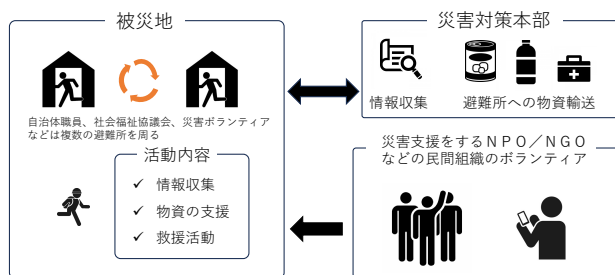 被災地
自治体職員、社会福祉協議会、災害ボランティア
などは複数の避難所を周る
活動内容
✓ 情報収集
✓ 物資の支援
✓ 救援活動
災害対策本部
情報収集
避難所への物資輸送
災害支援をするＮＰＯ／ＮＧＯ
などの民間組織のボランティア